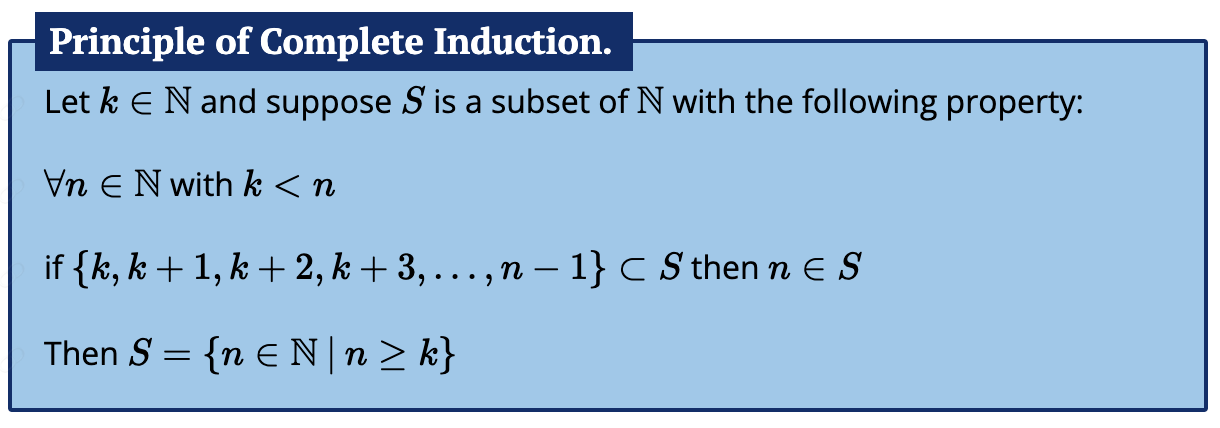 Principle of Complete Induction.
Let k ∈ ℕ and suppose S is a subset of ℕ with the following property:
∀n ∈ ℕ with k < n
if {k, k + 1, k + 2, k + 3, . . . , n − 1} ⊂ S then n ∈ S
Then S = {n ∈ ℕ | n ≥ k}